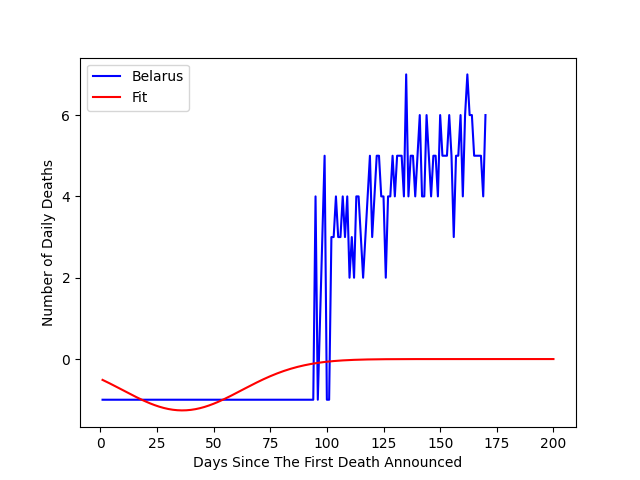 Belarus
Fit
Number of Daily Deaths
6
4
2
0
0 25 50 75 100 125 150 175 200
Days Since The First Death Announced